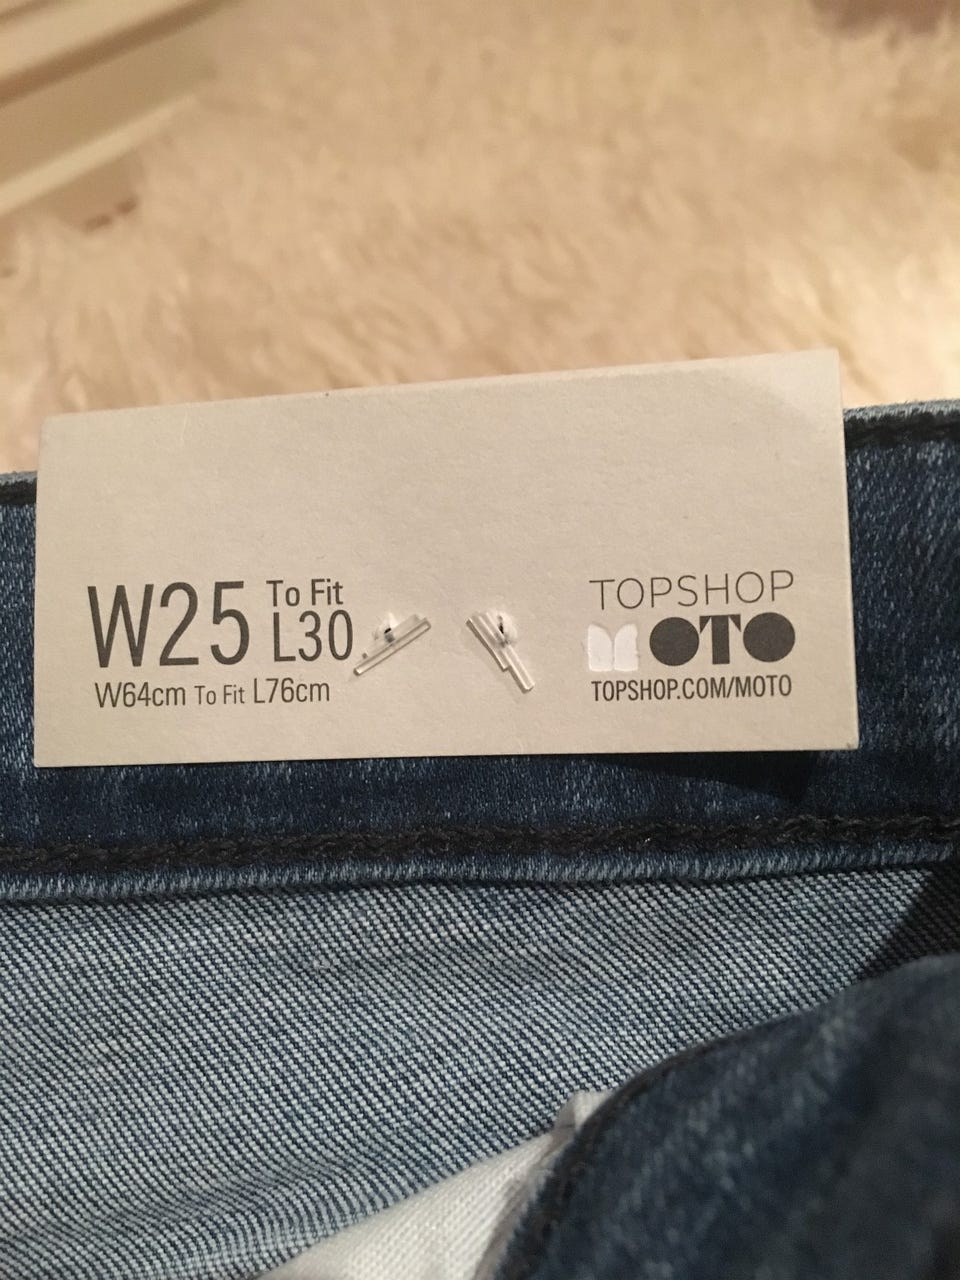 W25 To Fit L30
W64cm To Fit L76cm
TOPSHOP
MOTO
TOPSHOP.COM/MOTO